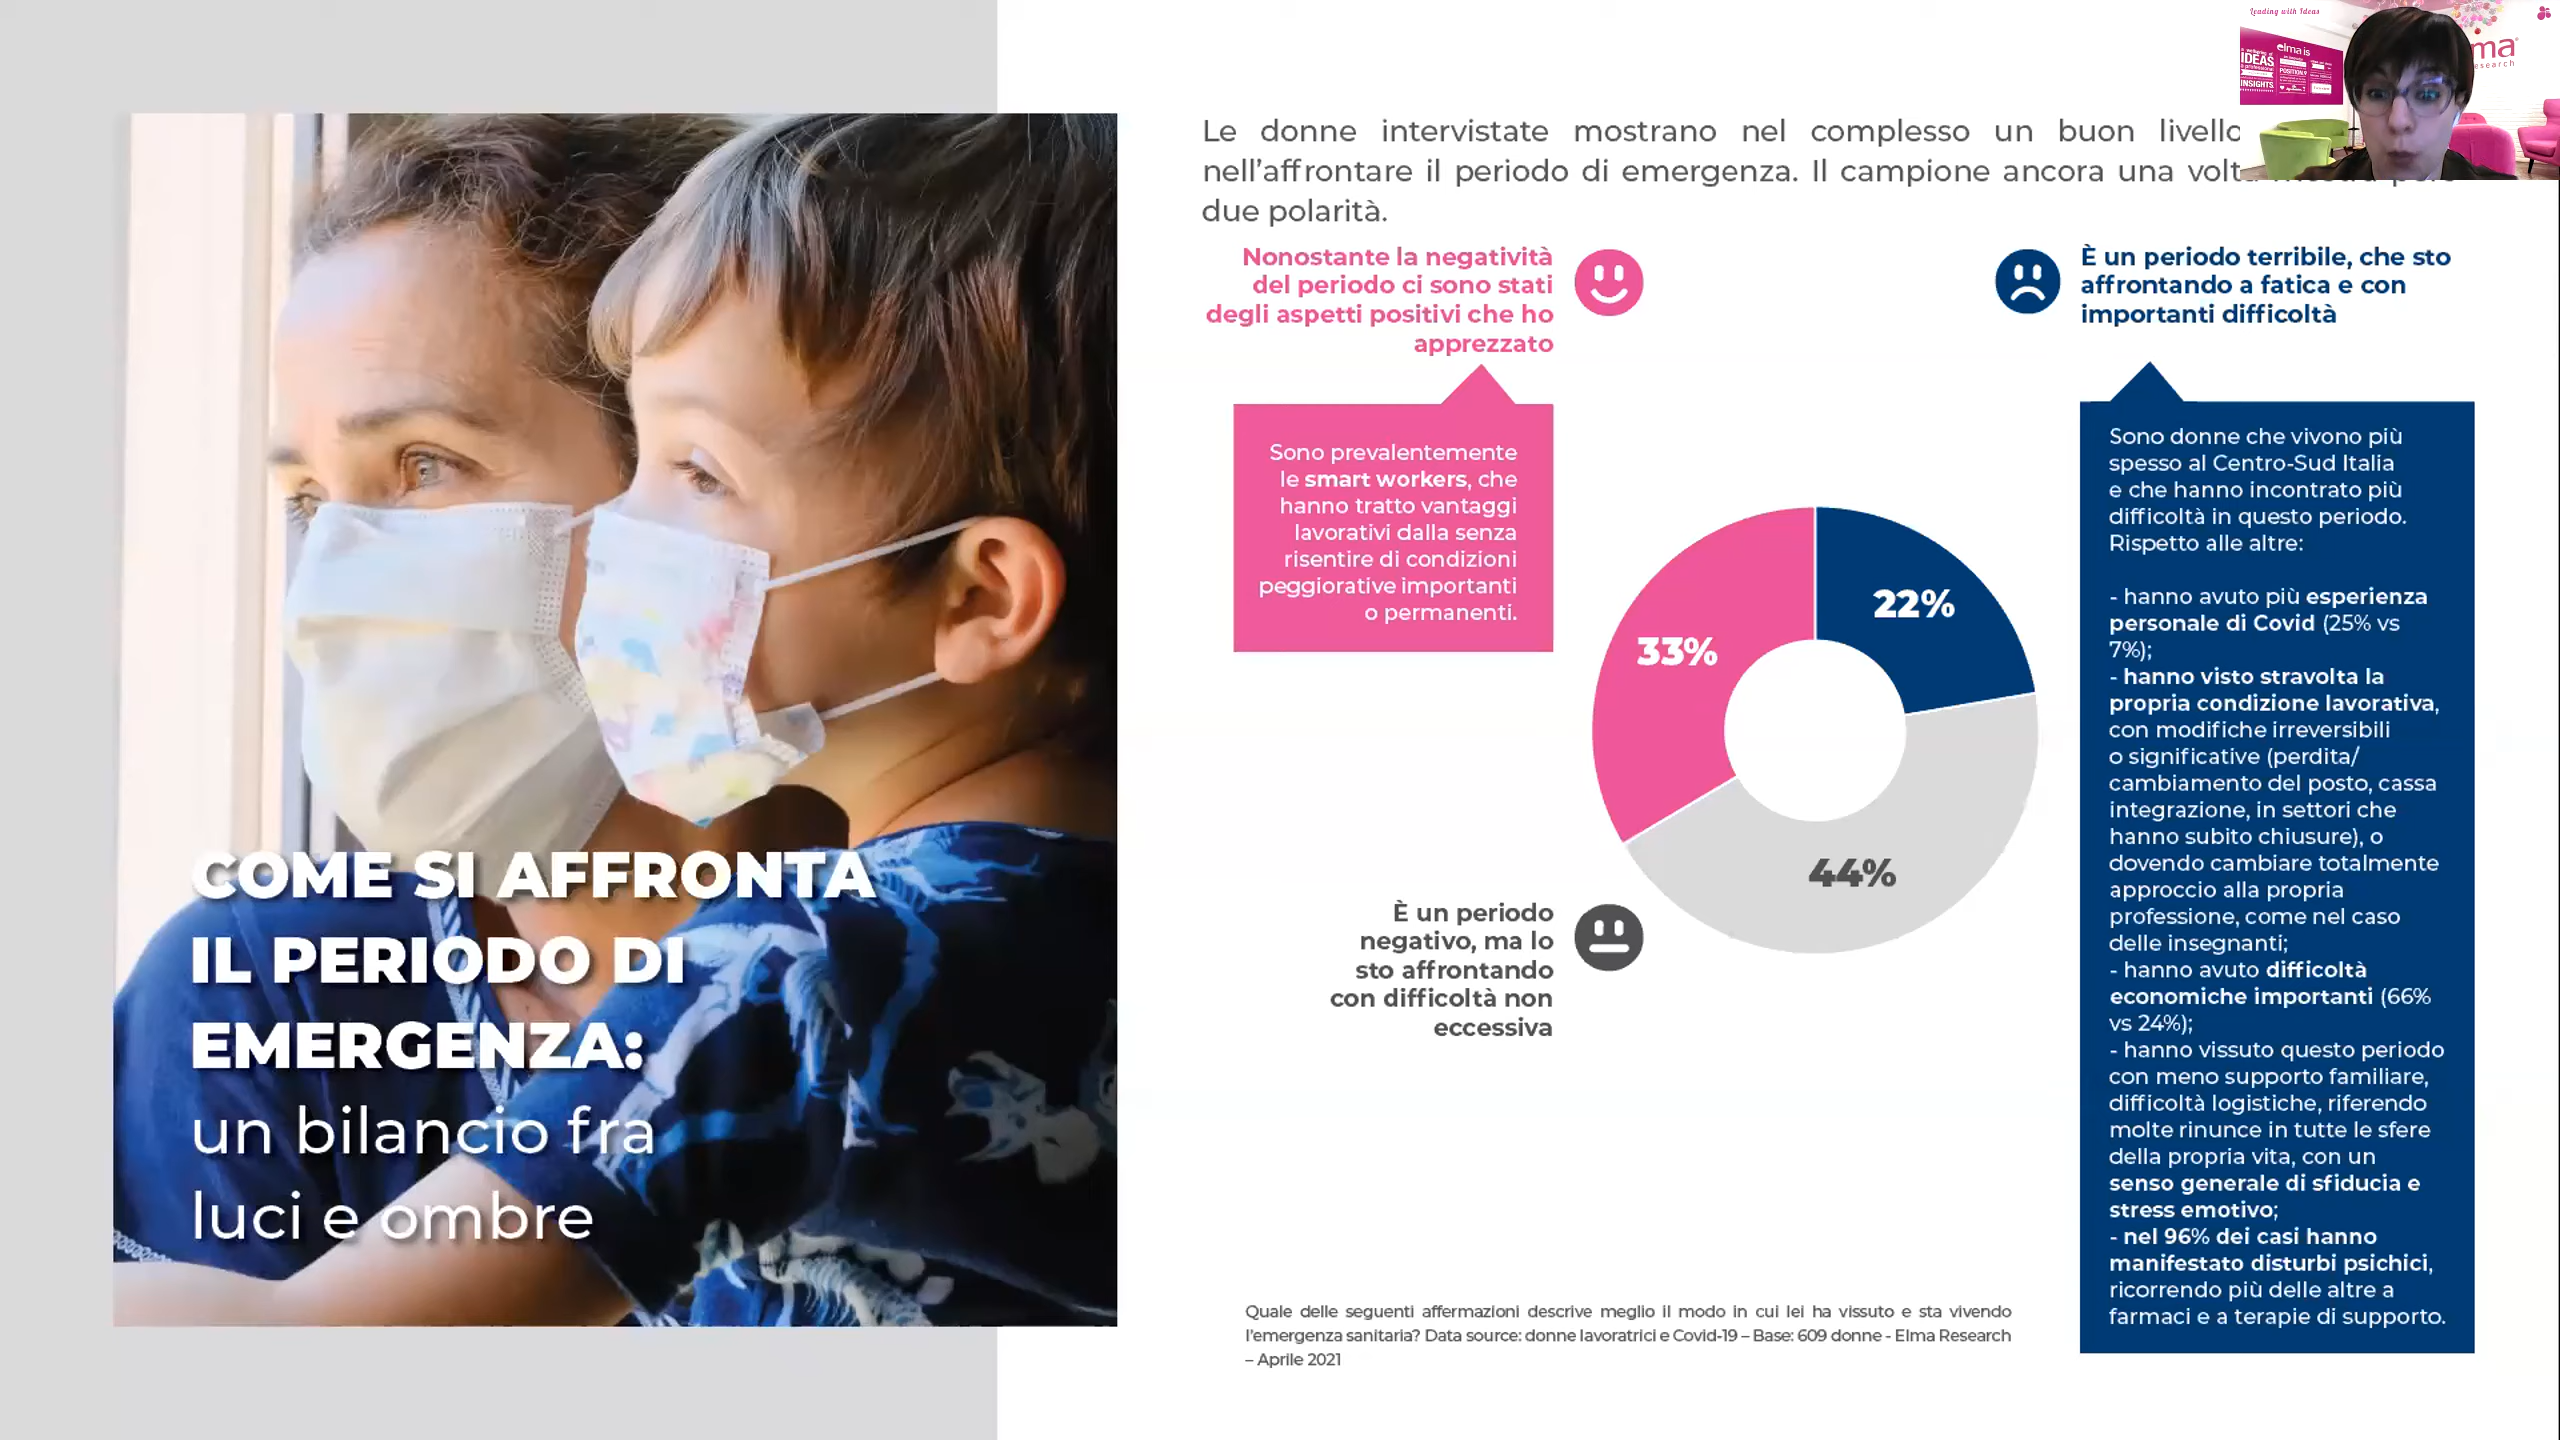 Leading with Ideas
elma is
IDEAS
INSIGHTS
POSITION?
ma
esearch
Le donne intervistate mostrano nel complesso un buon livello
nell’affrontare il periodo di emergenza. Il campione ancora una volta
due polarità.
Nonostante la negatività
del periodo ci sono stati
degli aspetti positivi che ho
apprezzato
È un periodo terribile, che sto
affrontando a fatica e con
importanti difficoltà
Sono prevalentemente
le smart workers, che
hanno tratto vantaggi
lavorativi dalla senza
risentire di condizioni
peggiorative importanti
o permanenti.
Sono donne che vivono più
spesso al Centro-Sud Italia
e che hanno incontrato più
difficoltà in questo periodo.
Rispetto alle altre:
- hanno avuto più esperienza
personale di Covid (25% vs
7%);
- hanno visto stravolta la
propria condizione lavorativa,
con modifiche irreversibili
o significative (perdita/
cambiamento del posto, cassa
integrazione, in settori che
hanno subito chiusure), o
dovendo cambiare totalmente
approccio alla propria
professione, come nel caso
delle insegnanti;
- hanno avuto difficoltà
economiche importanti (66%
vs 24%);
- hanno vissuto questo periodo
con meno supporto familiare,
difficoltà logistiche, riferendo
molte rinunce in tutte le sfere
della propria vita, con un
senso generale di sfiducia e
stress emotivo;
- nel 96% dei casi hanno
manifestato disturbi psichici,
ricorrendo più delle altre a
farmaci e a terapie di supporto.
22%
33%
44%
È un periodo
negativo, ma lo
sto affrontando
con difficoltà non
eccessiva
COME SI AFFRONTA
IL PERIODO DI
EMERGENZA:
un bilancio fra
luci e ombre
Quale delle seguenti affermazioni descrive meglio il modo in cui lei ha vissuto e sta vivendo
l’emergenza sanitaria? Data source: donne lavoratrici e Covid-19 – Base: 609 donne - Elma Research
– Aprile 2021